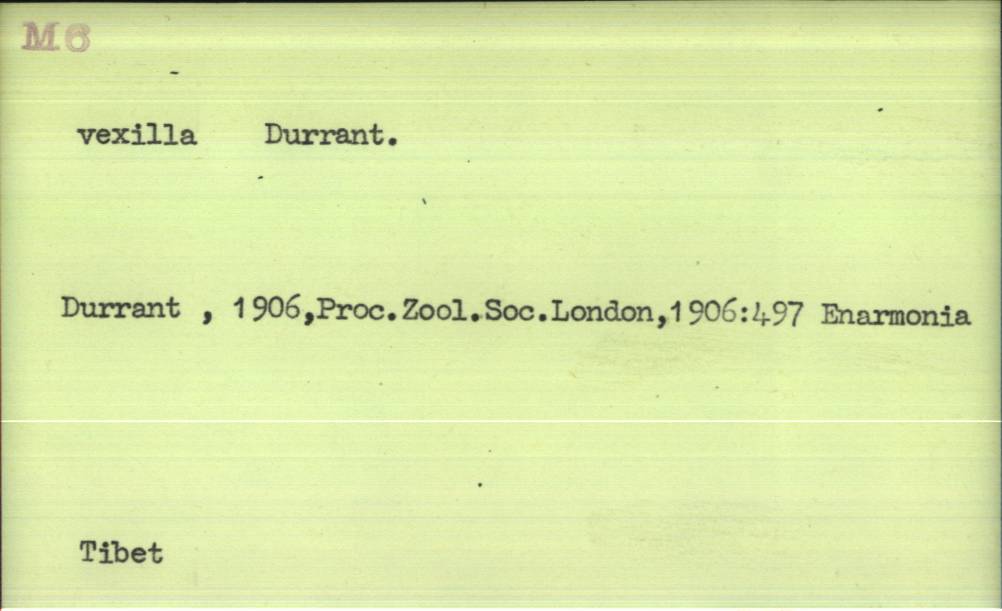 M6
vexilla Durrant.
Durrant , 1906,Proc.Zool.Soc.London,1906:497 Enarmonia
Tibet